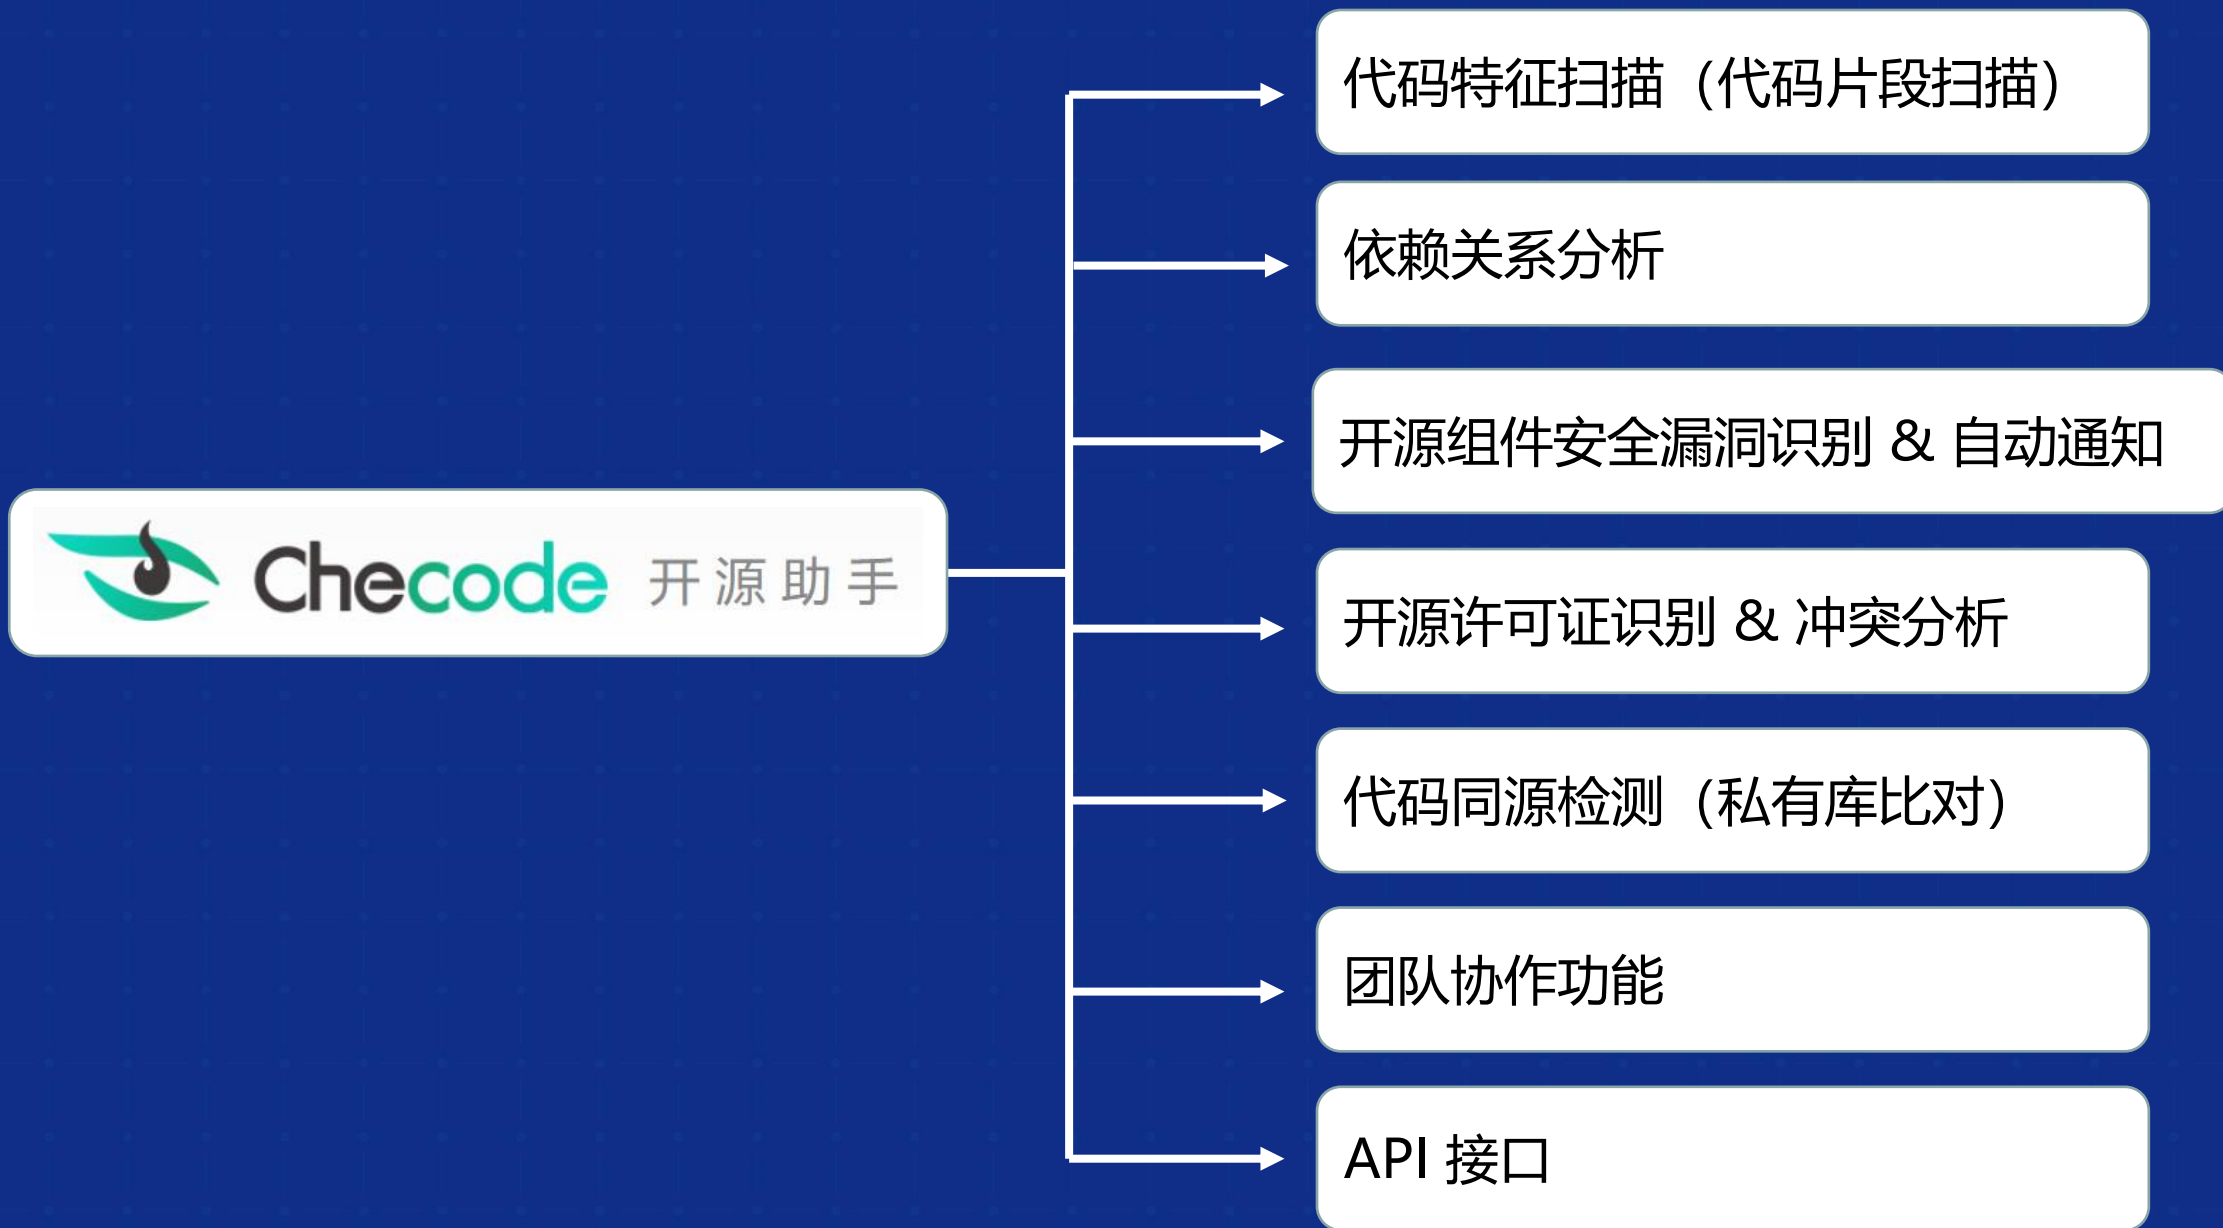 代码特征扫描（代码片段扫描）
依赖关系分析
开源组件安全漏洞识别 & 自动通知
Checode 开源助手
开源许可证识别 & 冲突分析
代码同源检测（私有库比对）
团队协作功能
API 接口